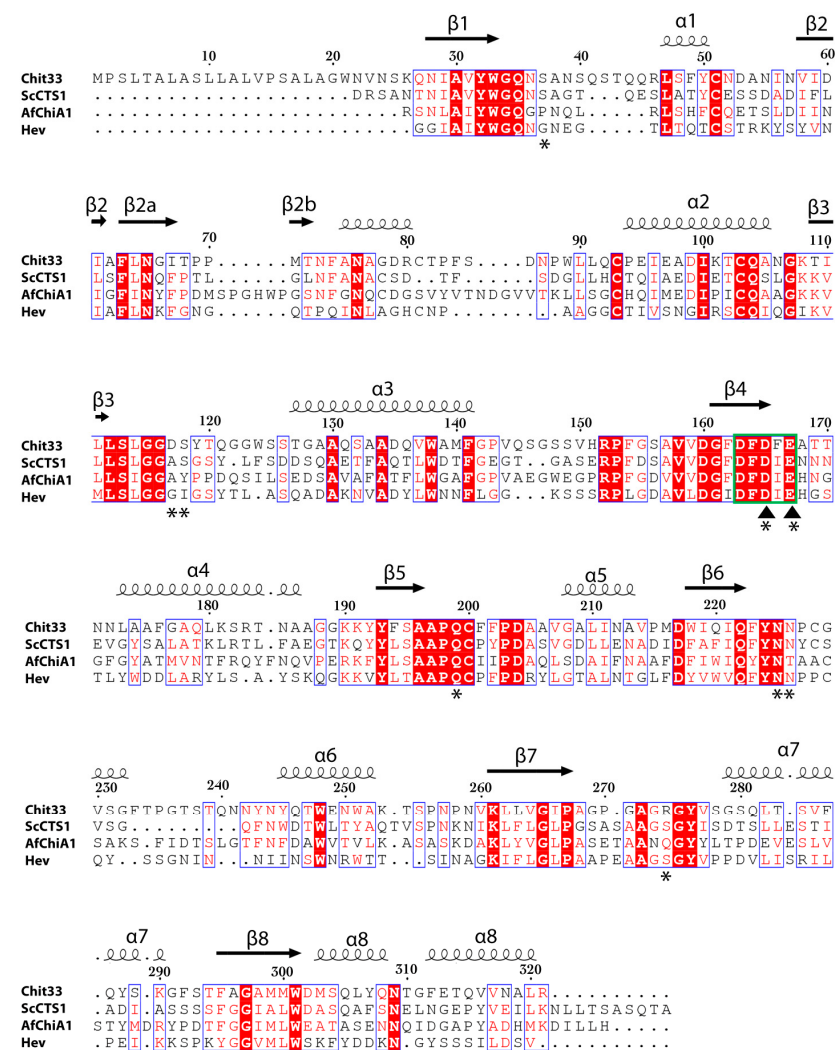 β1 α1 β2
10 20 30 40 50 60
Chit33 MPSLTALASLLALVPSALAGWNVNSKQNIAVYWGQNSANSQSTQQRLSFYCNDANINVID
ScCTS1 .....................DRSANTNIAVYWGQNSAGT...QESLATYCESSDADIFL
AfChiA1 .........................RSNLAIYWGQGPNQL.....RLSHFCQETSLDIIN
Hev ..........................GGIAIYWGQNGNEG.....TLTQTCSTRKYSYVN
*
β2 β2a β2b α2 β3
70 80 90 100 110
Chit33 IAFLNGITPP......MTNFANAGDRCTPFS....DNPWLLQCPEIEADIKTCQANGKTI
ScCTS1 LSFLNQFPTL......GLNFANACSD.TF.......SDGLLHCTQIAEDIETCQSLGKKV
AfChiA1 IGFINYFPDMSPGHWPGSNFGNQCDGSVYVTNDGVVTKLLSGCHQIMEDIPICQAAGKKV
Hev IAFLNKFGNG......QTPQINLAGHCNP.........AAGGCTIVSNGIRSCQIQGIKV
β3 α3 β4
120 130 140 150 160 170
Chit33 LLSLGGDSYTQGGWSSTGAAQSAADQVWAMFGPVQSGSSVHRPFGSAVVDGFDFDFEATT
ScCTS1 LLSLGGASGSY.LFSDDSQAETFAQTLWDTFGEGT..GASERPFDSAVVDGFDFDIENNN
AfChiA1 LLSIGGAYPPDQSILSEDSAVAFATFLWGAFGPVAEGWEGPRPFGDVVVDGFDFDIEHNG
Hev MLSLGGGIGSYTLA.SQADAKNVADYLWNNFLGG...KSSSRPLGDAVLDGIDFDIEHGS
** ▲ ▲
* *
α4 β5 α5 β6
180 190 200 210 220
Chit33 NNLAAFGAQLKSRT.NAAGGKKYYFSAAPQCFFPDAAVGALINAVPMDWIQIQFYNNPCG
ScCTS1 EVGYSALATKLRTL.FAEGTKQYYLSAAPQCPYPDASVGDLLENADIDFAFIQFYNNYCS
AfChiA1 GFGYATMVNTFRQYFNQVPERKFYLSAAPQCIIPDAQLSDAIFNAAFDFIWIQYYNTAAC
Hev TLYWDDLARYLS.A.YSKQGKKVYLTAAPQCPFPDRYLGTALNTGLFDYVWVQFYNNPPC
* **
α6 β7 α7
230 240 250 260 270 280
Chit33 VSGFTPGTSTQNNYNYQTWENWAK.TSPNPNVKLLVGIPAGP.GAGRGYVSGSQLT.SVF
ScCTS1 VSG.........QFNWDTWLTYAQTVSPNKNIKLFLGLPGSASAAGSGYISDTSLLESTI
AfChiA1 SAKS.FIDTSLGTFNFDAWVTVLK.ASASKDAKLYVGLPASETAANQGYYLTPDEVESLV
Hev QY..SSGNIN...NIINSWNRWTT...SINAGKIFLGLPAAPEAAGSGYVPPDVLISRIL
*
α7 β8 α8 α8
290 300 310 320
Chit33 .QYS.KGFSTFAGAMMWDMSQLYQNTGFETQVVNALR..........
ScCTS1 .ADI.ASSSSFGGIALWDASQAFSNELNGEPYVEILKNLLTSASQTA
AfChiA1 STYMDRYPDTFGGIMLWEATASENNQIDGAPYADHMKDILLH.....
Hev .PEI.KKSPKYGGVMLWSKFYDDKNGYSSSILDSV............